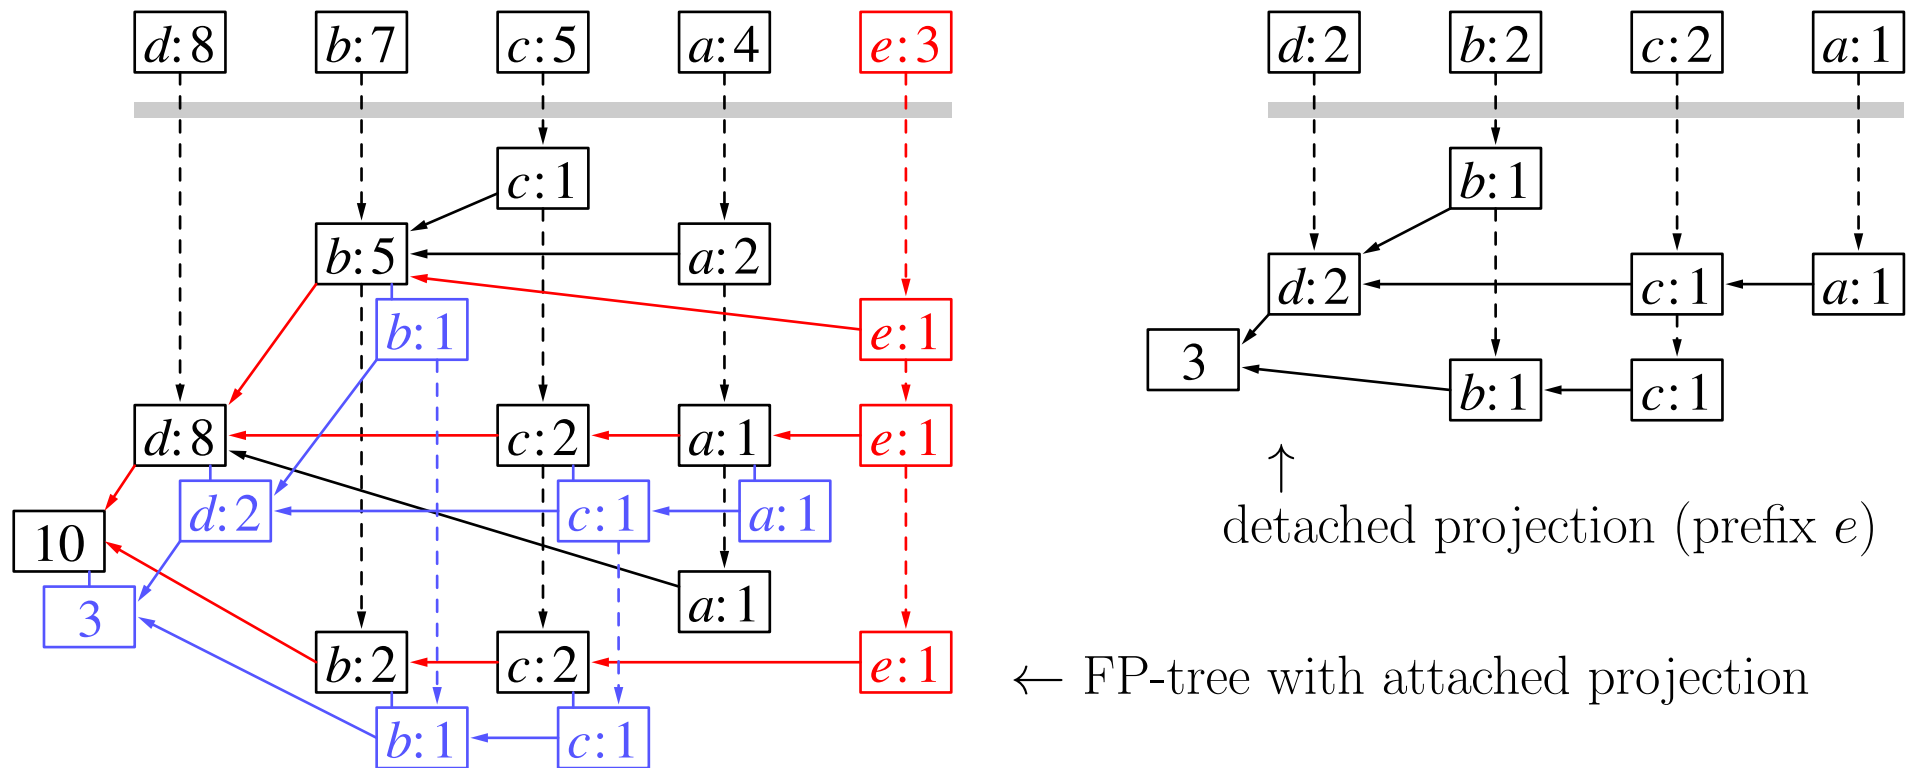 d: 8 b: 7 c: 5 a: 4 e: 3 d: 2 b: 2 c: 2 a: 1
c: 1 b: 1
b: 5 a: 2 d: 2 c: 1 a: 1
b: 1 e: 1 3 b: 1 c: 1
d: 8 c: 2 a: 1 e: 1
d: 2 c: 1 a: 1 ↑
10 detached projection (prefix e)
3 a: 1
b: 2 c: 2 e: 1 ← FP-tree with attached projection
b: 1 c: 1